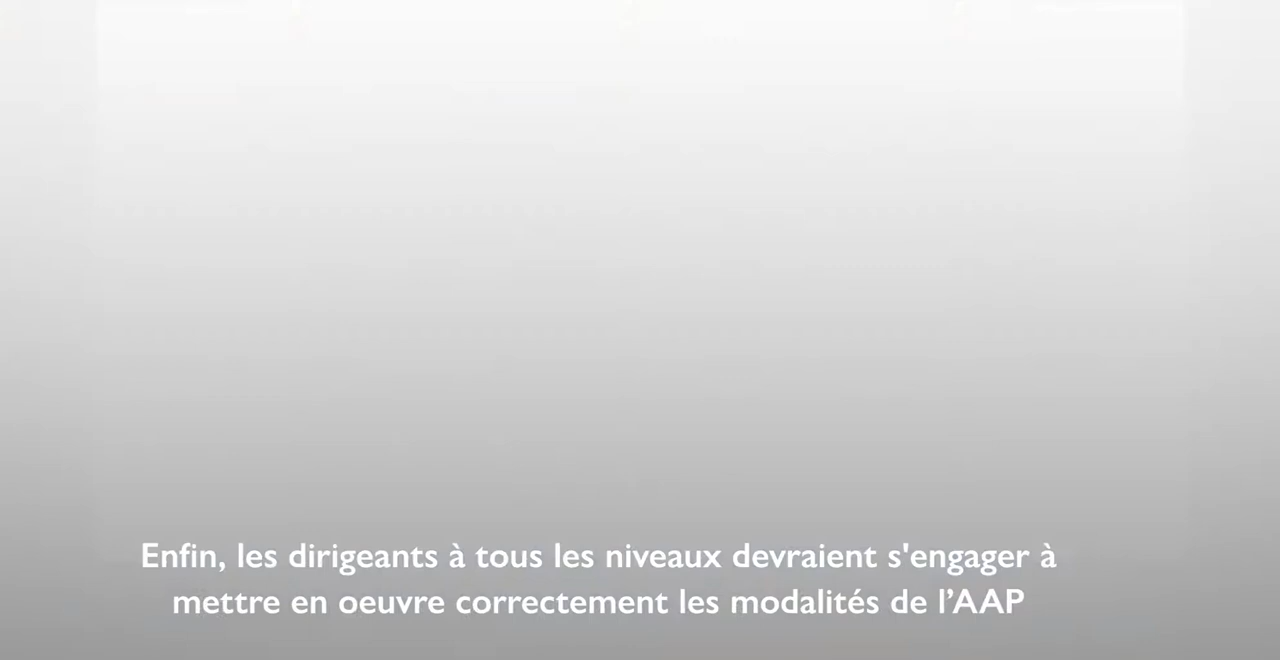 Enfin, les dirigeants à tous les niveaux devraient s'engager à
mettre en oeuvre correctement les modalités de l’AAP